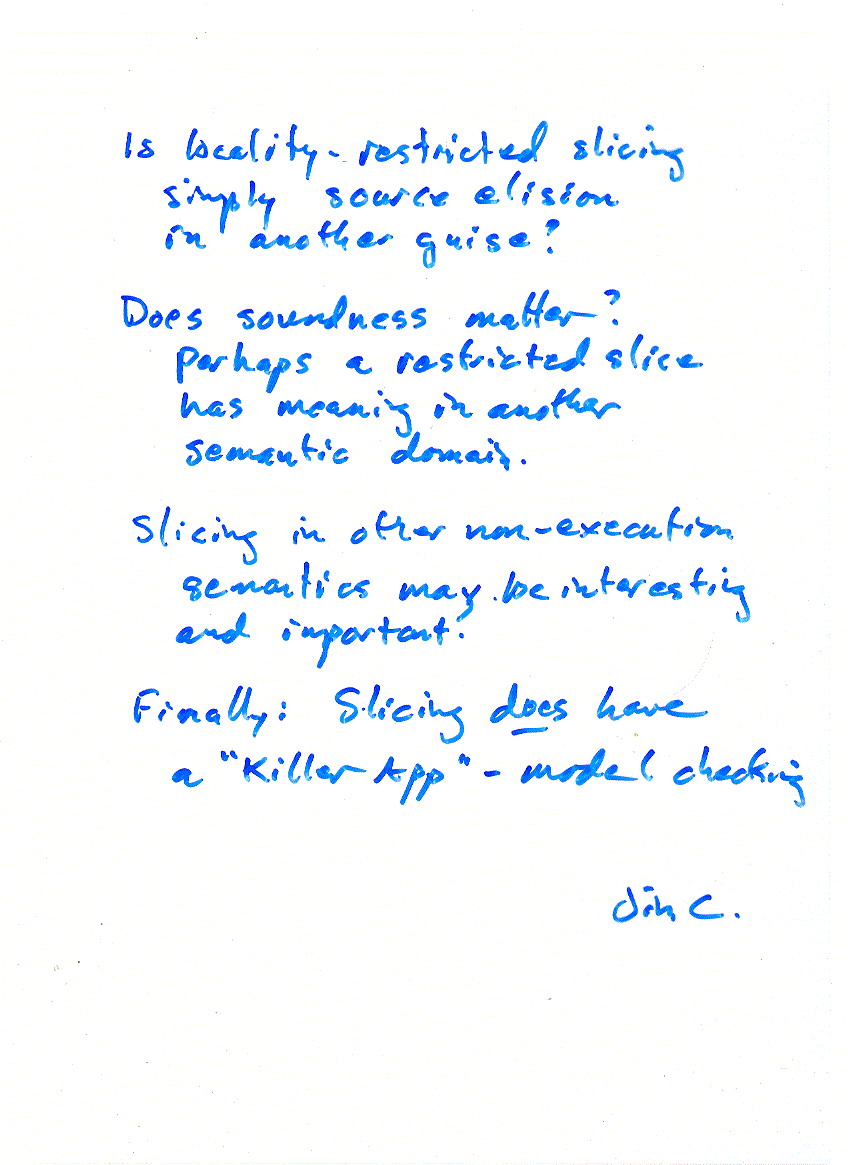 Is locality-restricted slicing
simply source elision
in another guise?
Does soundness matter?
Perhaps a restricted slice
has meaning in another
semantic domain.
Slicing in other non-execution
semantics may be interesting
and important!
Finally: Slicing does have
a "Killer App" - model checking
Jim C.